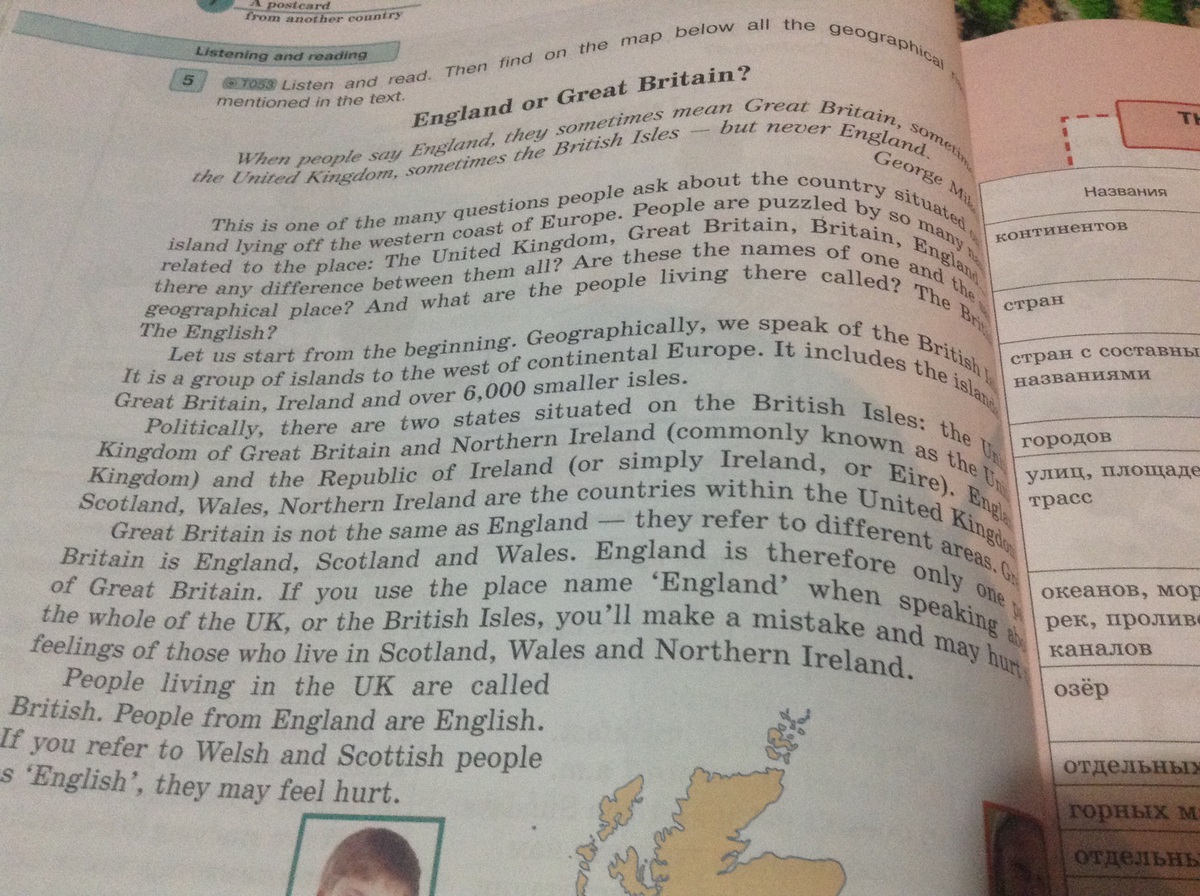 A postcard
from another country
Listening and reading
5 T053 Listen and read. Then find on the map below all the geographical
mentioned in the text.
England or Great Britain?
When people say England, they sometimes mean Great Britain,
the United Kingdom, sometimes the British Isles — but never England.
George
This is one of the many questions people ask about the country situated
island lying off the western coast of Europe. People are puzzled by so many
related to the place: The United Kingdom, Great Britain, Britain, England
there any difference between them all? Are these the names of one and the
geographical place? And what are the people living there called? The
The English?
Let us start from the beginning. Geographically, we speak of the British
It is a group of islands to the west of continental Europe. It includes the
Great Britain, Ireland and over 6,000 smaller isles.
Politically, there are two states situated on the British Isles: the
Kingdom of Great Britain and Northern Ireland (commonly known as the
Kingdom) and the Republic of Ireland (or simply Ireland, or Eire).
Scotland, Wales, Northern Ireland are the countries within the United
Great Britain is not the same as England — they refer to different areas.
Britain is England, Scotland and Wales. England is therefore only one
of Great Britain. If you use the place name ‘England’ when speaking
the whole of the UK, or the British Isles, you’ll make a mistake and may hurt
feelings of those who live in Scotland, Wales and Northern Ireland.
People living in the UK are called
British. People from England are English.
If you refer to Welsh and Scottish people
s ‘English’, they may feel hurt.
Названия
континентов
стран
стран с
названиями
городов
улиц,
трасс
океанов,
рек,
каналов
озёр
отдельных
горных